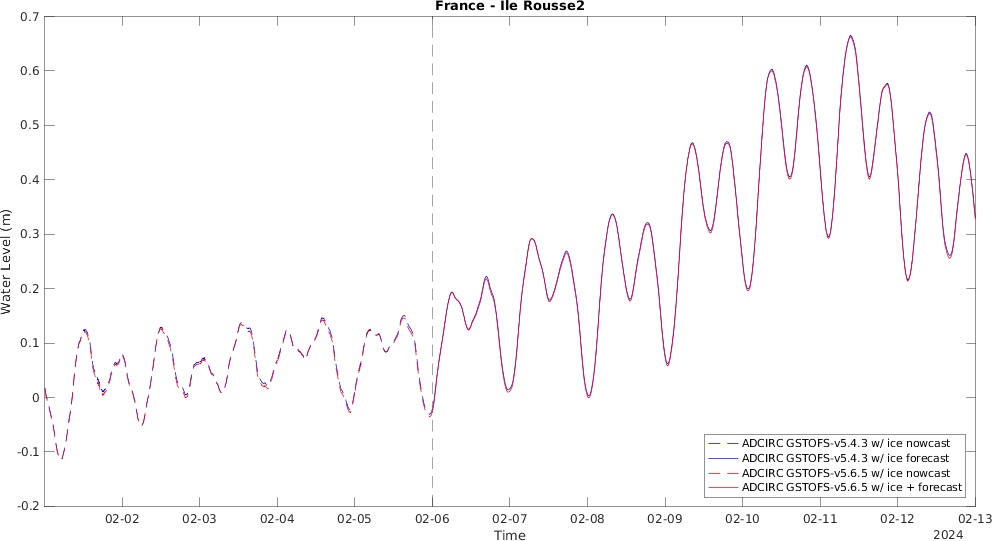 France - Ile Rousse2
Water Level (m)
0.7
0.6
0.5
0.4
0.3
0.2
0.1
0
-0.1
-0.2
ADCIRC GSTOFS-v5.4.3 w/ ice nowcast
ADCIRC GSTOFS-v5.4.3 w/ ice forecast
ADCIRC GSTOFS-v5.6.5 w/ ice nowcast
ADCIRC GSTOFS-v5.6.5 w/ ice + forecast
02-02 02-03 02-04 02-05 02-06 02-07 02-08 02-09 02-10 02-11 02-12 02-13
Time
2024